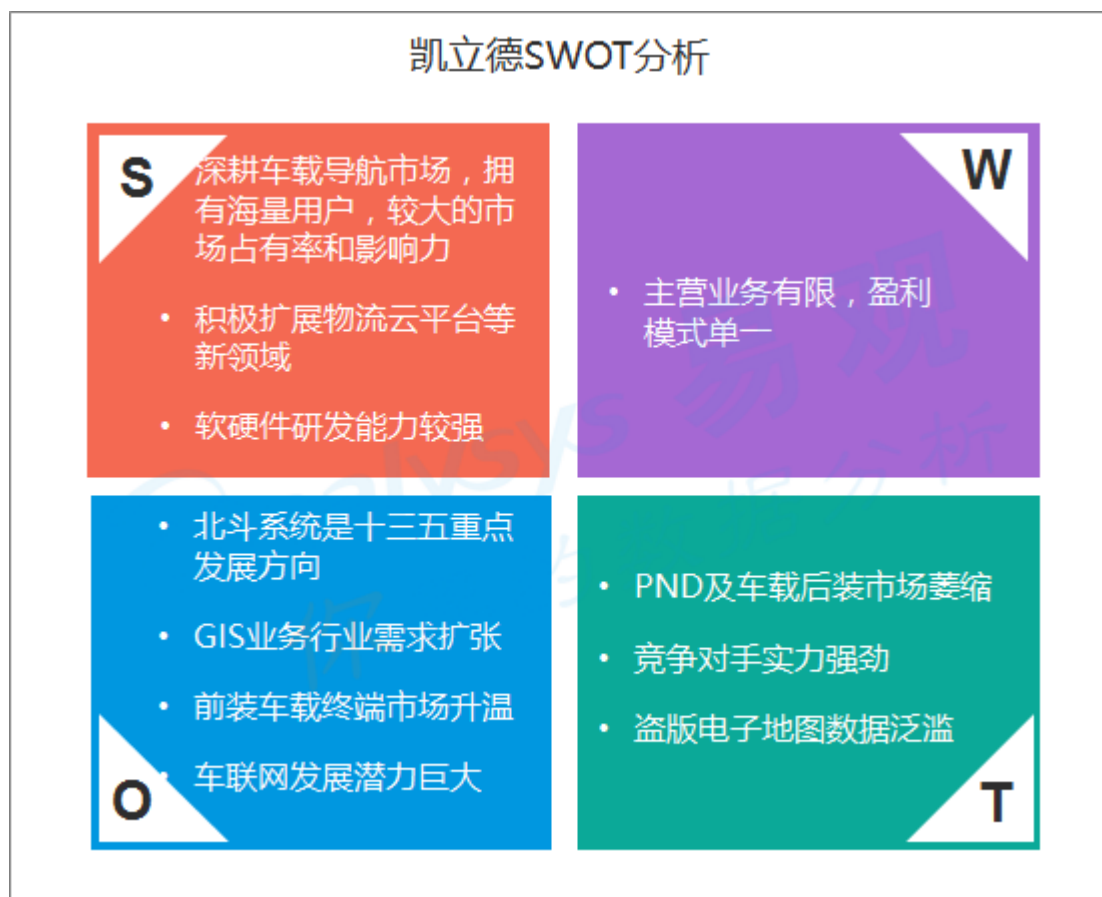 凯立德SWOT分析
S
深耕车载导航市场，拥
有海量用户，较大的市
场占有率和影响力
• 积极扩展物流云平台等
新领域
• 软硬件研发能力较强
W
• 主营业务有限，盈利
模式单一
• 北斗系统是十三五重点
发展方向
• GIS业务行业需求扩张
• 前装车载终端市场升温
• 车联网发展潜力巨大
O
• PND及车载后装市场萎缩
• 竞争对手实力强劲
• 盗版电子地图数据泛滥
T
易观
数据分析